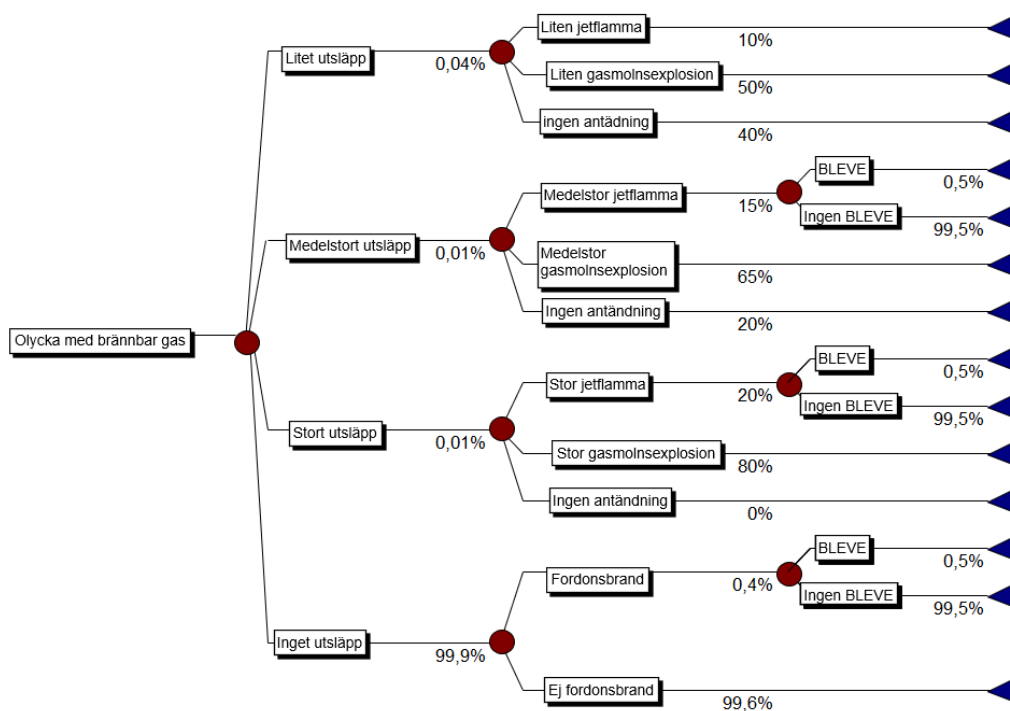 Olycka med brännbar gas
Litet utsläpp
0,04%
Liten jetflamma
10%
Liten gasmolnsexplosion
50%
ingen antädning
40%
Medelstort utsläpp
0,01%
Medelstor jetflamma
15%
BLEVE
0,5%
Ingen BLEVE
99,5%
Medelstor
gasmolnsexplosion
65%
Ingen antändning
20%
Stort utsläpp
0,01%
Stor jetflamma
20%
BLEVE
0,5%
Ingen BLEVE
99,5%
Stor gasmolnsexplosion
80%
Ingen antändning
0%
Inget utsläpp
99,9%
Fordonsbrand
0,4%
BLEVE
0,5%
Ingen BLEVE
99,5%
Ej fordonsbrand
99,6%